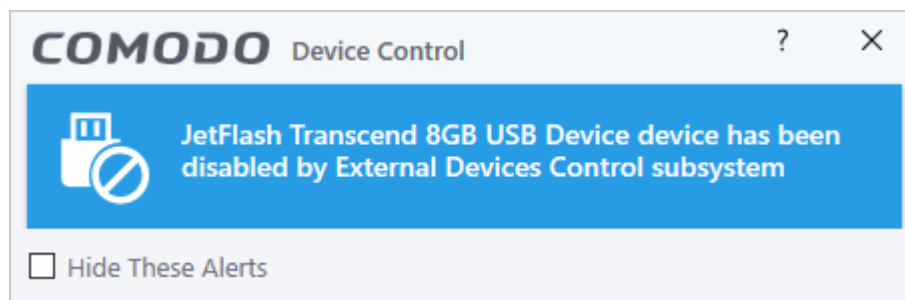 COMODO Device Control ?
JetFlash Transcend 8GB USB Device device has been
disabled by External Devices Control subsystem
Hide These Alerts